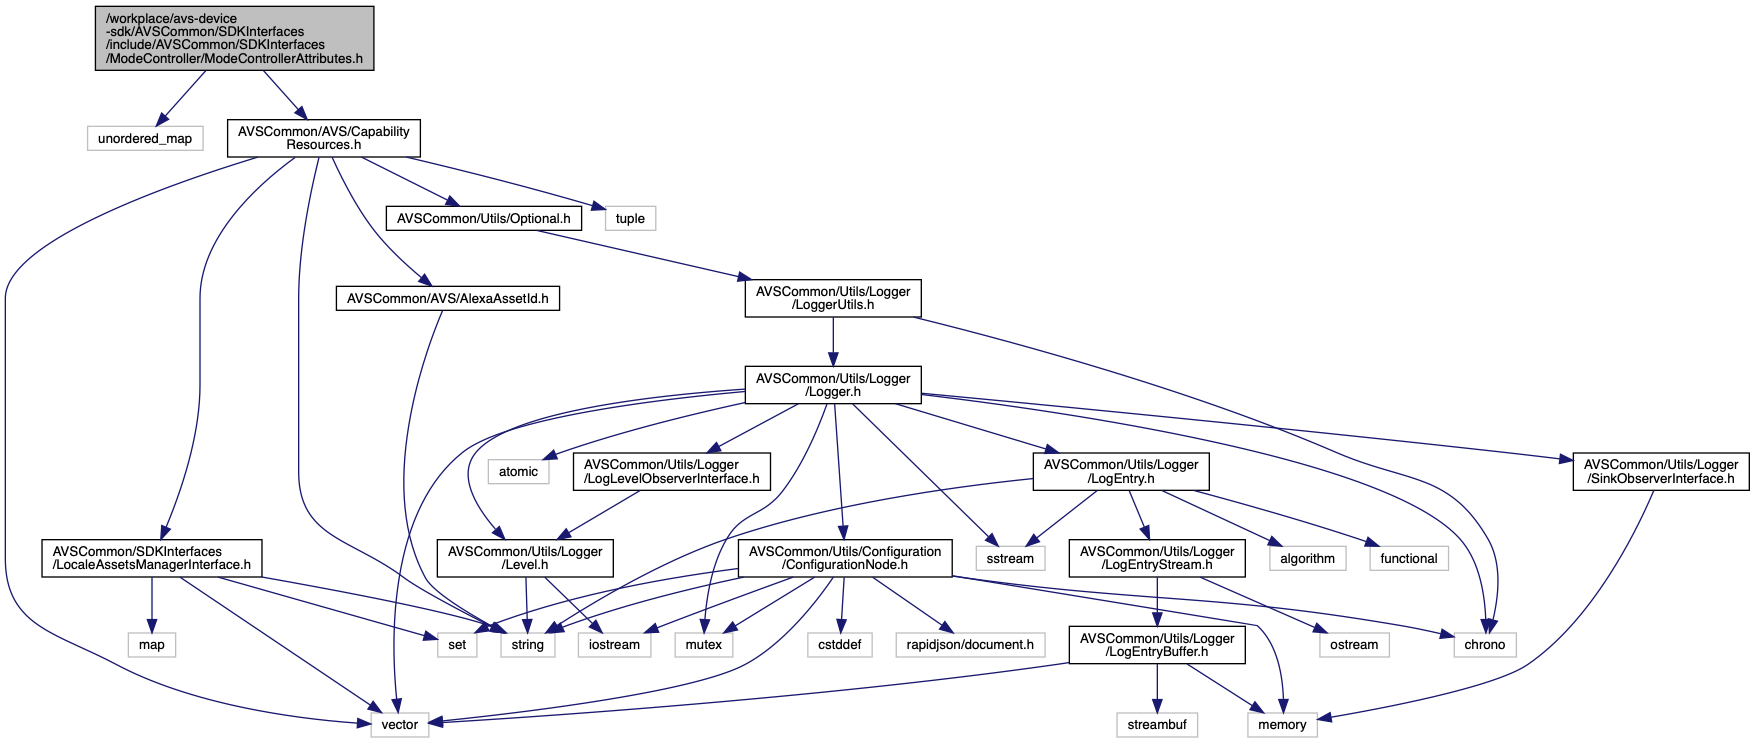 /workplace/avs-device
-sdk/AVSCommon/SDKInterfaces
/include/AVSCommon/SDKInterfaces
/ModeController/ModeControllerAttributes.h
unordered_map
AVSCommon/AVS/Capability
Resources.h
AVSCommon/Utils/Optional.h
tuple
AVSCommon/AVS/AlexaAssetId.h
AVSCommon/Utils/Logger
/LoggerUtils.h
AVSCommon/Utils/Logger
/Logger.h
atomic
AVSCommon/Utils/Logger
/LogLevelObserverInterface.h
AVSCommon/Utils/Logger
/LogEntry.h
AVSCommon/Utils/Logger
/SinkObserverInterface.h
AVSCommon/SDKInterfaces
/LocaleAssetsManagerInterface.h
AVSCommon/Utils/Logger
/Level.h
AVSCommon/Utils/Configuration
/ConfigurationNode.h
sstream
AVSCommon/Utils/Logger
/LogEntryStream.h
algorithm
functional
map
set
string
iostream
mutex
cstddef
rapidjson/document.h
AVSCommon/Utils/Logger
/LogEntryBuffer.h
ostream
chrono
vector
streambuf
memory